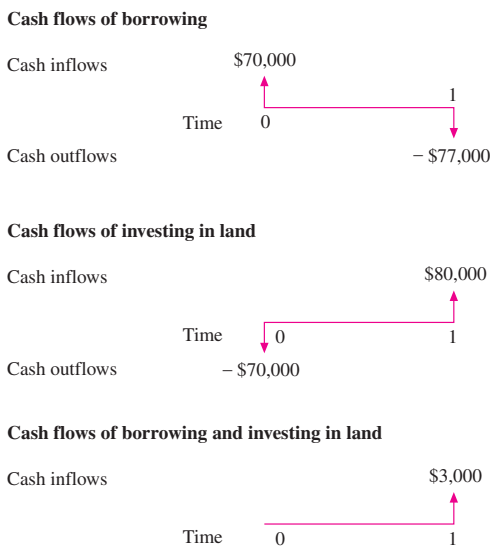 Cash flows of borrowing
Cash inflows $70,000
1
Time 0
Cash outflows – $77,000
Cash flows of investing in land
Cash inflows $80,000
Time 0 1
Cash outflows – $70,000
Cash flows of borrowing and investing in land
Cash inflows $3,000
Time 0 1